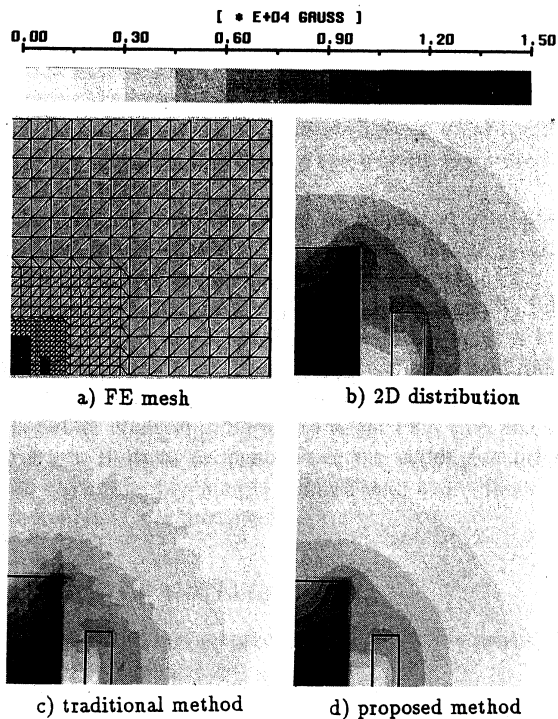 [ * E+04 GAUSS ]
0.00 0.30 0.60 0.90 1.20 1.50
a) FE mesh
b) 2D distribution
c) traditional method
d) proposed method